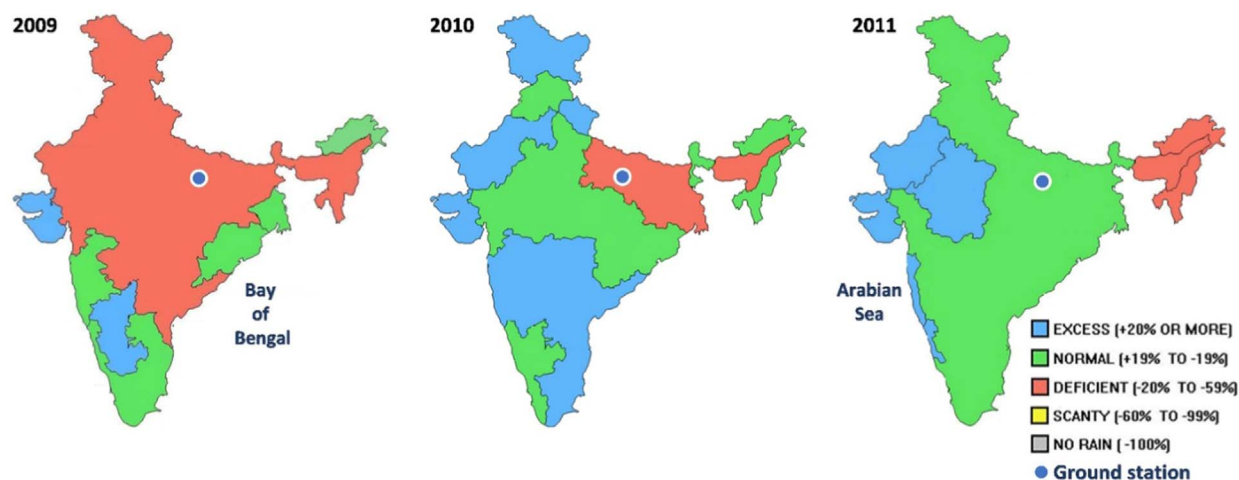 2009
2010
2011
Bay
of
Bengal
Arabian
Sea
EXCESS (+20% OR MORE)
NORMAL (+19% TO -19%)
DEFICIENT (-20% TO -59%)
SCANTY (-60% TO -99%)
NO RAIN (-100%)
Ground station